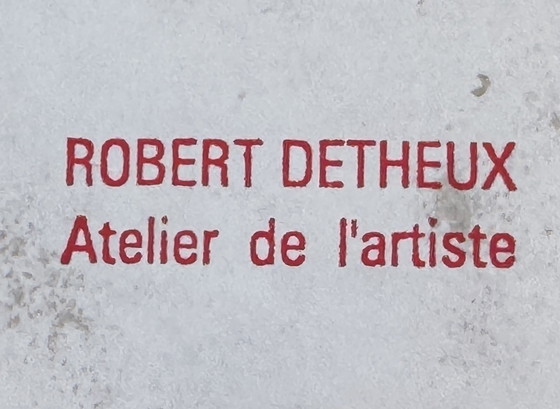 ROBERT DETHEUX
Atelier de l'artiste